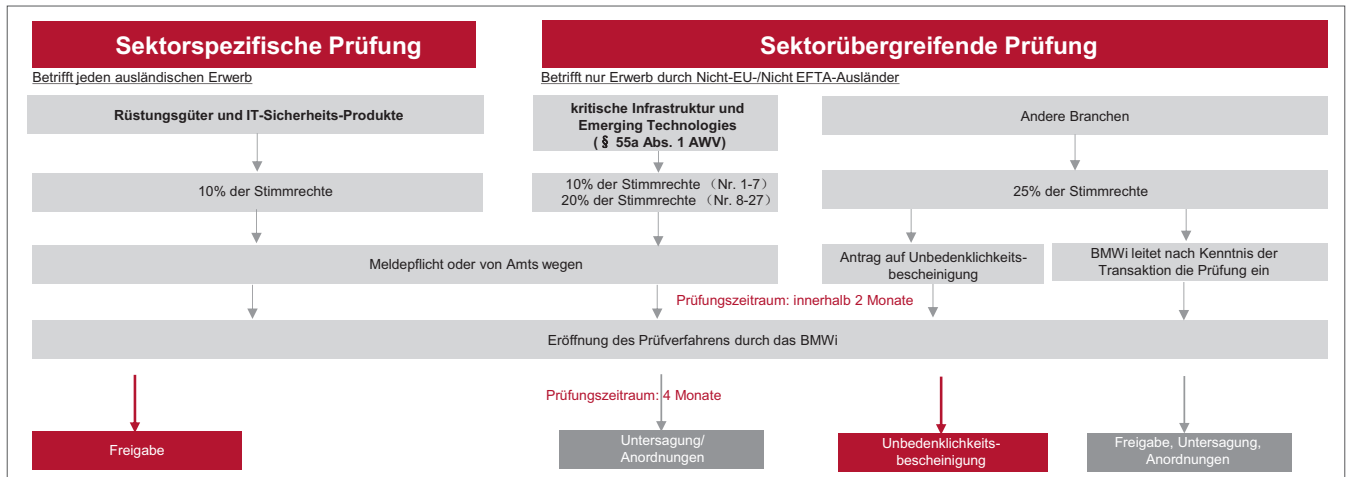 Sektorspezifische Prüfung
Sektorübergreifende Prüfung
Betrifft jeden ausländischen Erwerb
Betrifft nur Erwerb durch Nicht-EU-/Nicht EFTA-Ausländer
Rüstungsgüter und IT-Sicherheits-Produkte
kritische Infrastruktur und
Emerging Technologies
( § 55a Abs. 1 AWV)
Andere Branchen
10% der Stimmrechte
10% der Stimmrechte （Nr. 1-7）
20% der Stimmrechte （Nr. 8-27）
25% der Stimmrechte
Meldepflicht oder von Amts wegen
Antrag auf Unbedenklichkeits-
bescheinigung
BMWi leitet nach Kenntnis der
Transaktion die Prüfung ein
Prüfungszeitraum: innerhalb 2 Monate
Eröffnung des Prüfverfahrens durch das BMWi
Prüfungszeitraum: 4 Monate
Freigabe
Untersagung/
Anordnungen
Unbedenklichkeits-
bescheinigung
Freigabe, Untersagung,
Anordnungen